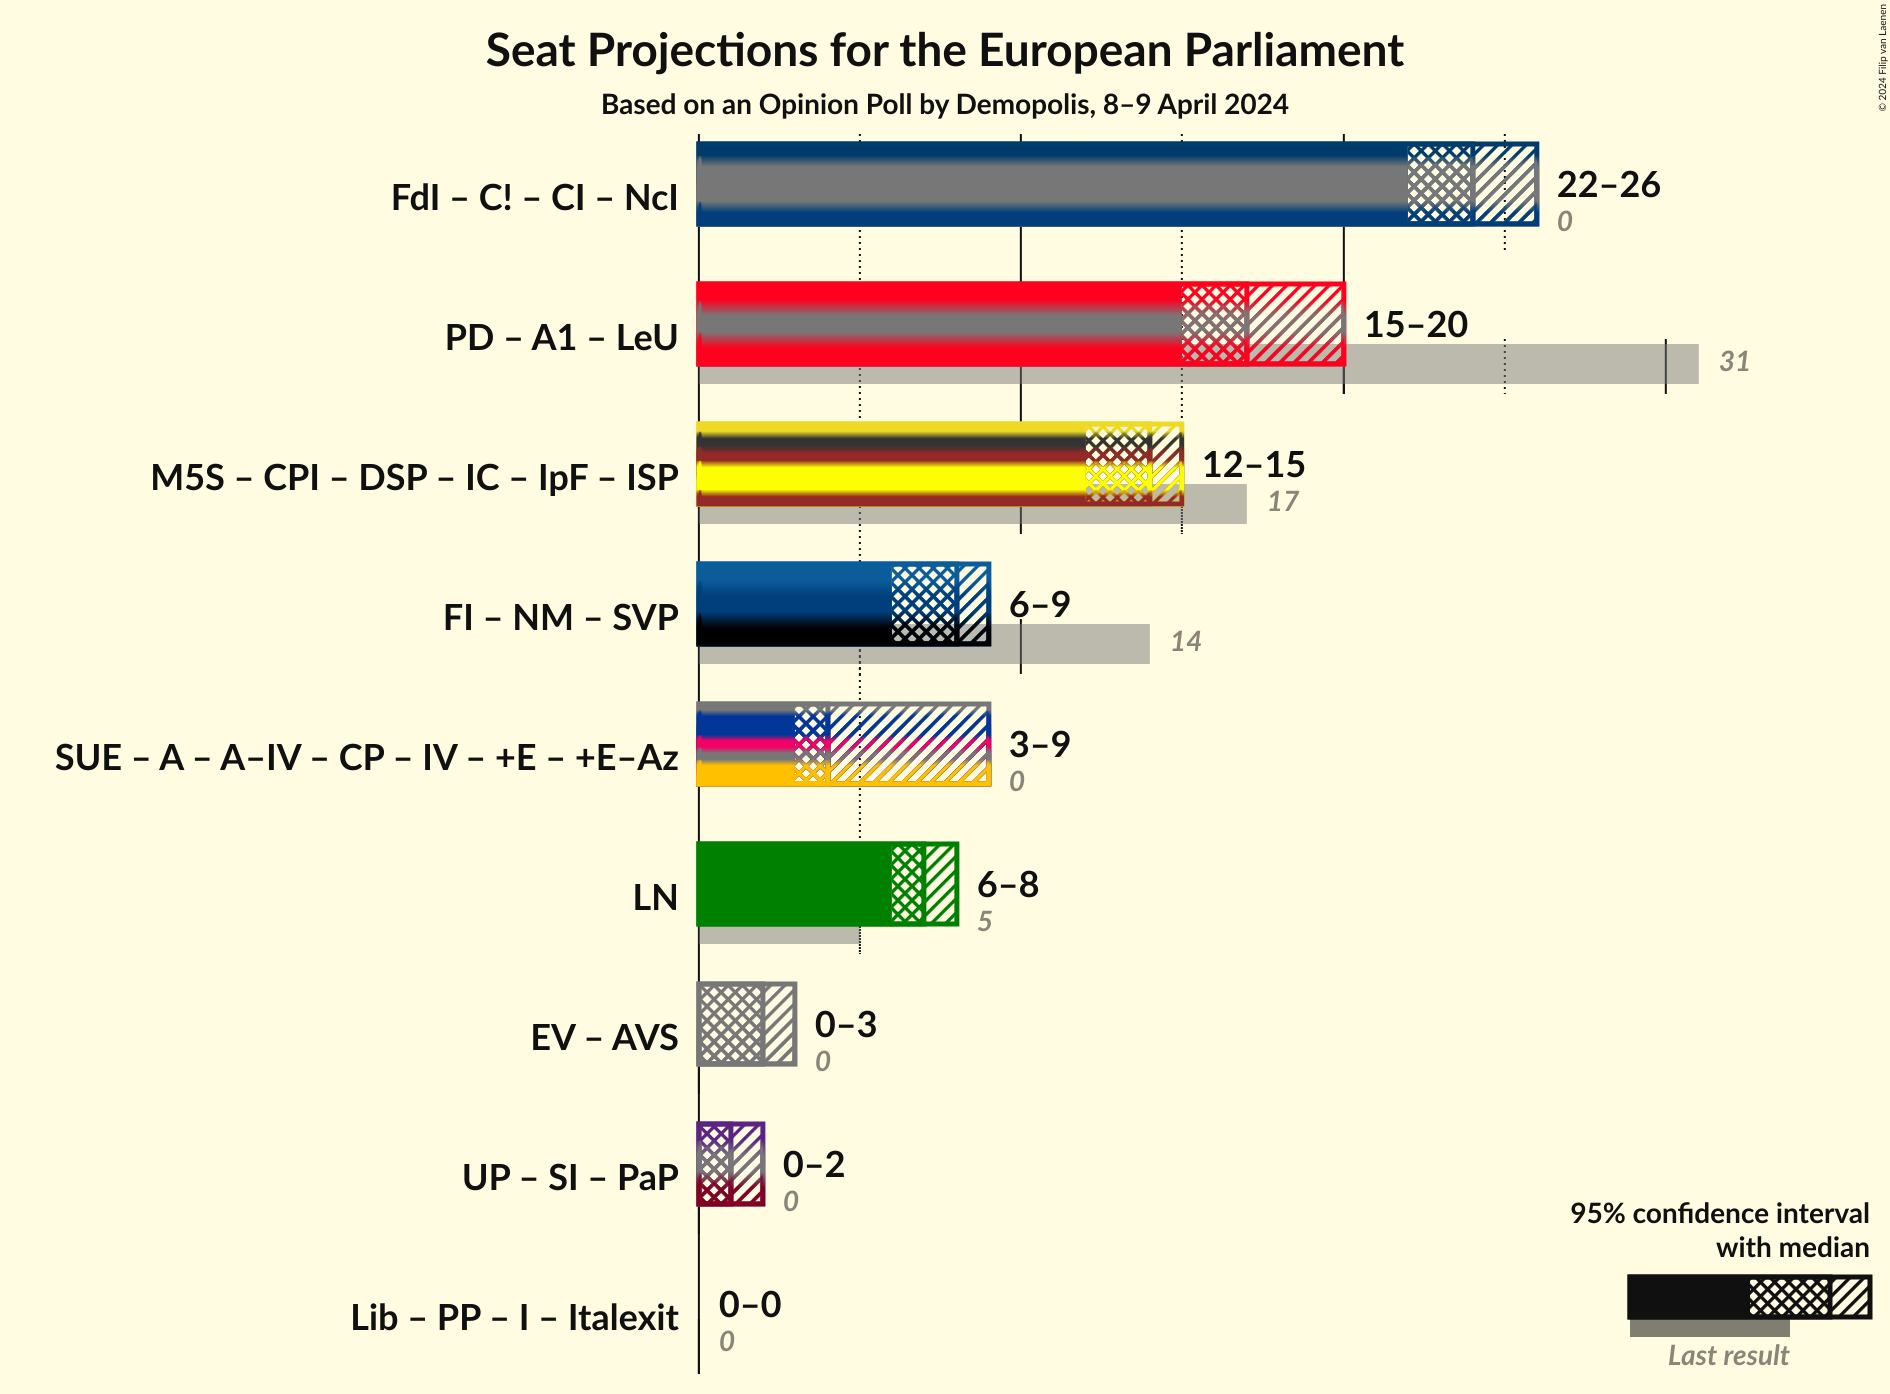 Seat Projections for the European Parliament
Based on an Opinion Poll by Demopolis, 8–9 April 2024
© 2024 Filip van Laenen
FdI – C! – CI – NcI
22–26
0
PD – A1 – LeU
15–20
31
M5S – CPI – DSP – IC – IpF – ISP
12–15
17
FI – NM – SVP
6–9
14
SUE – A – A–IV – CP – IV – +E – +E–Az
3–9
0
LN
6–8
5
EV – AVS
0–3
0
UP – SI – PaP
0–2
0
Lib – PP – I – Italexit
0–0
0
95% confidence interval
with median
Last result